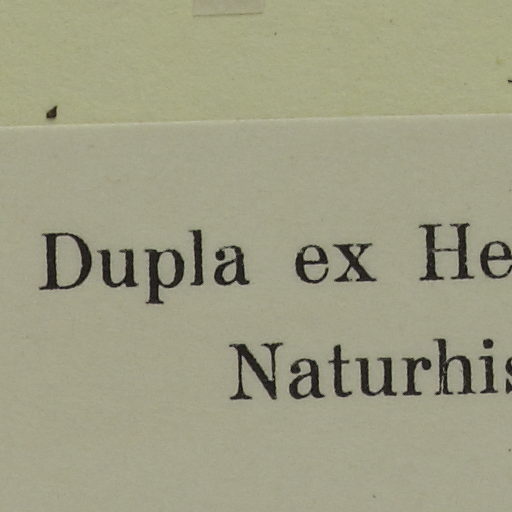 Dupla ex He
Naturhis